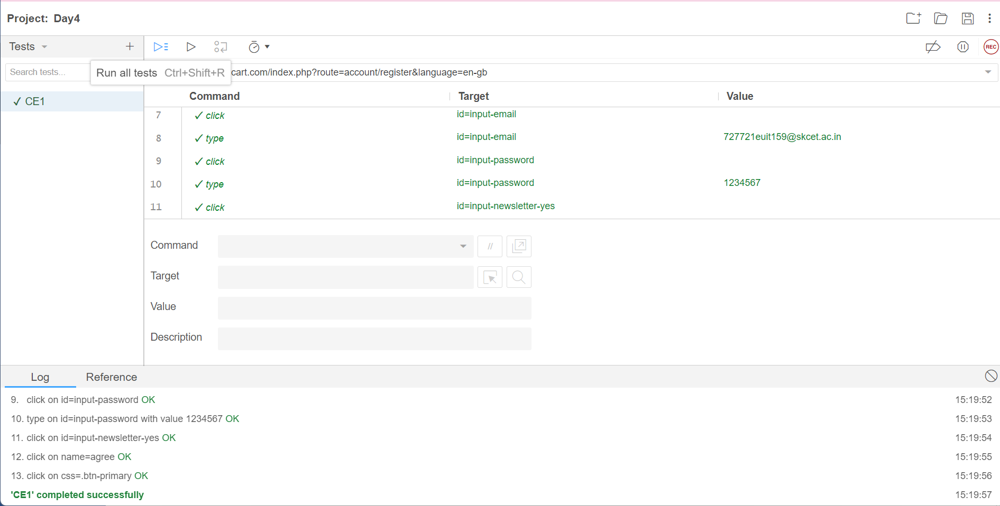 Project: Day4
Tests
REC
Search tests...
Run all tests Ctrl+Shift+R
cart.com/index.php?route=account/register&language=en-gb
✓ CE1
Command Target Value
7 ✓ click id=input-email
8 ✓ type id=input-email 727721euit159@skcet.ac.in
9 ✓ click id=input-password
10 ✓ type id=input-password 1234567
11 ✓ click id=input-newsletter-yes
Command //
Target
Value
Description
Log Reference
9. click on id=input-password OK 15:19:52
10. type on id=input-password with value 1234567 OK 15:19:53
11. click on id=input-newsletter-yes OK 15:19:54
12. click on name=agree OK 15:19:55
13. click on css=.btn-primary OK 15:19:56
'CE1' completed successfully 15:19:57